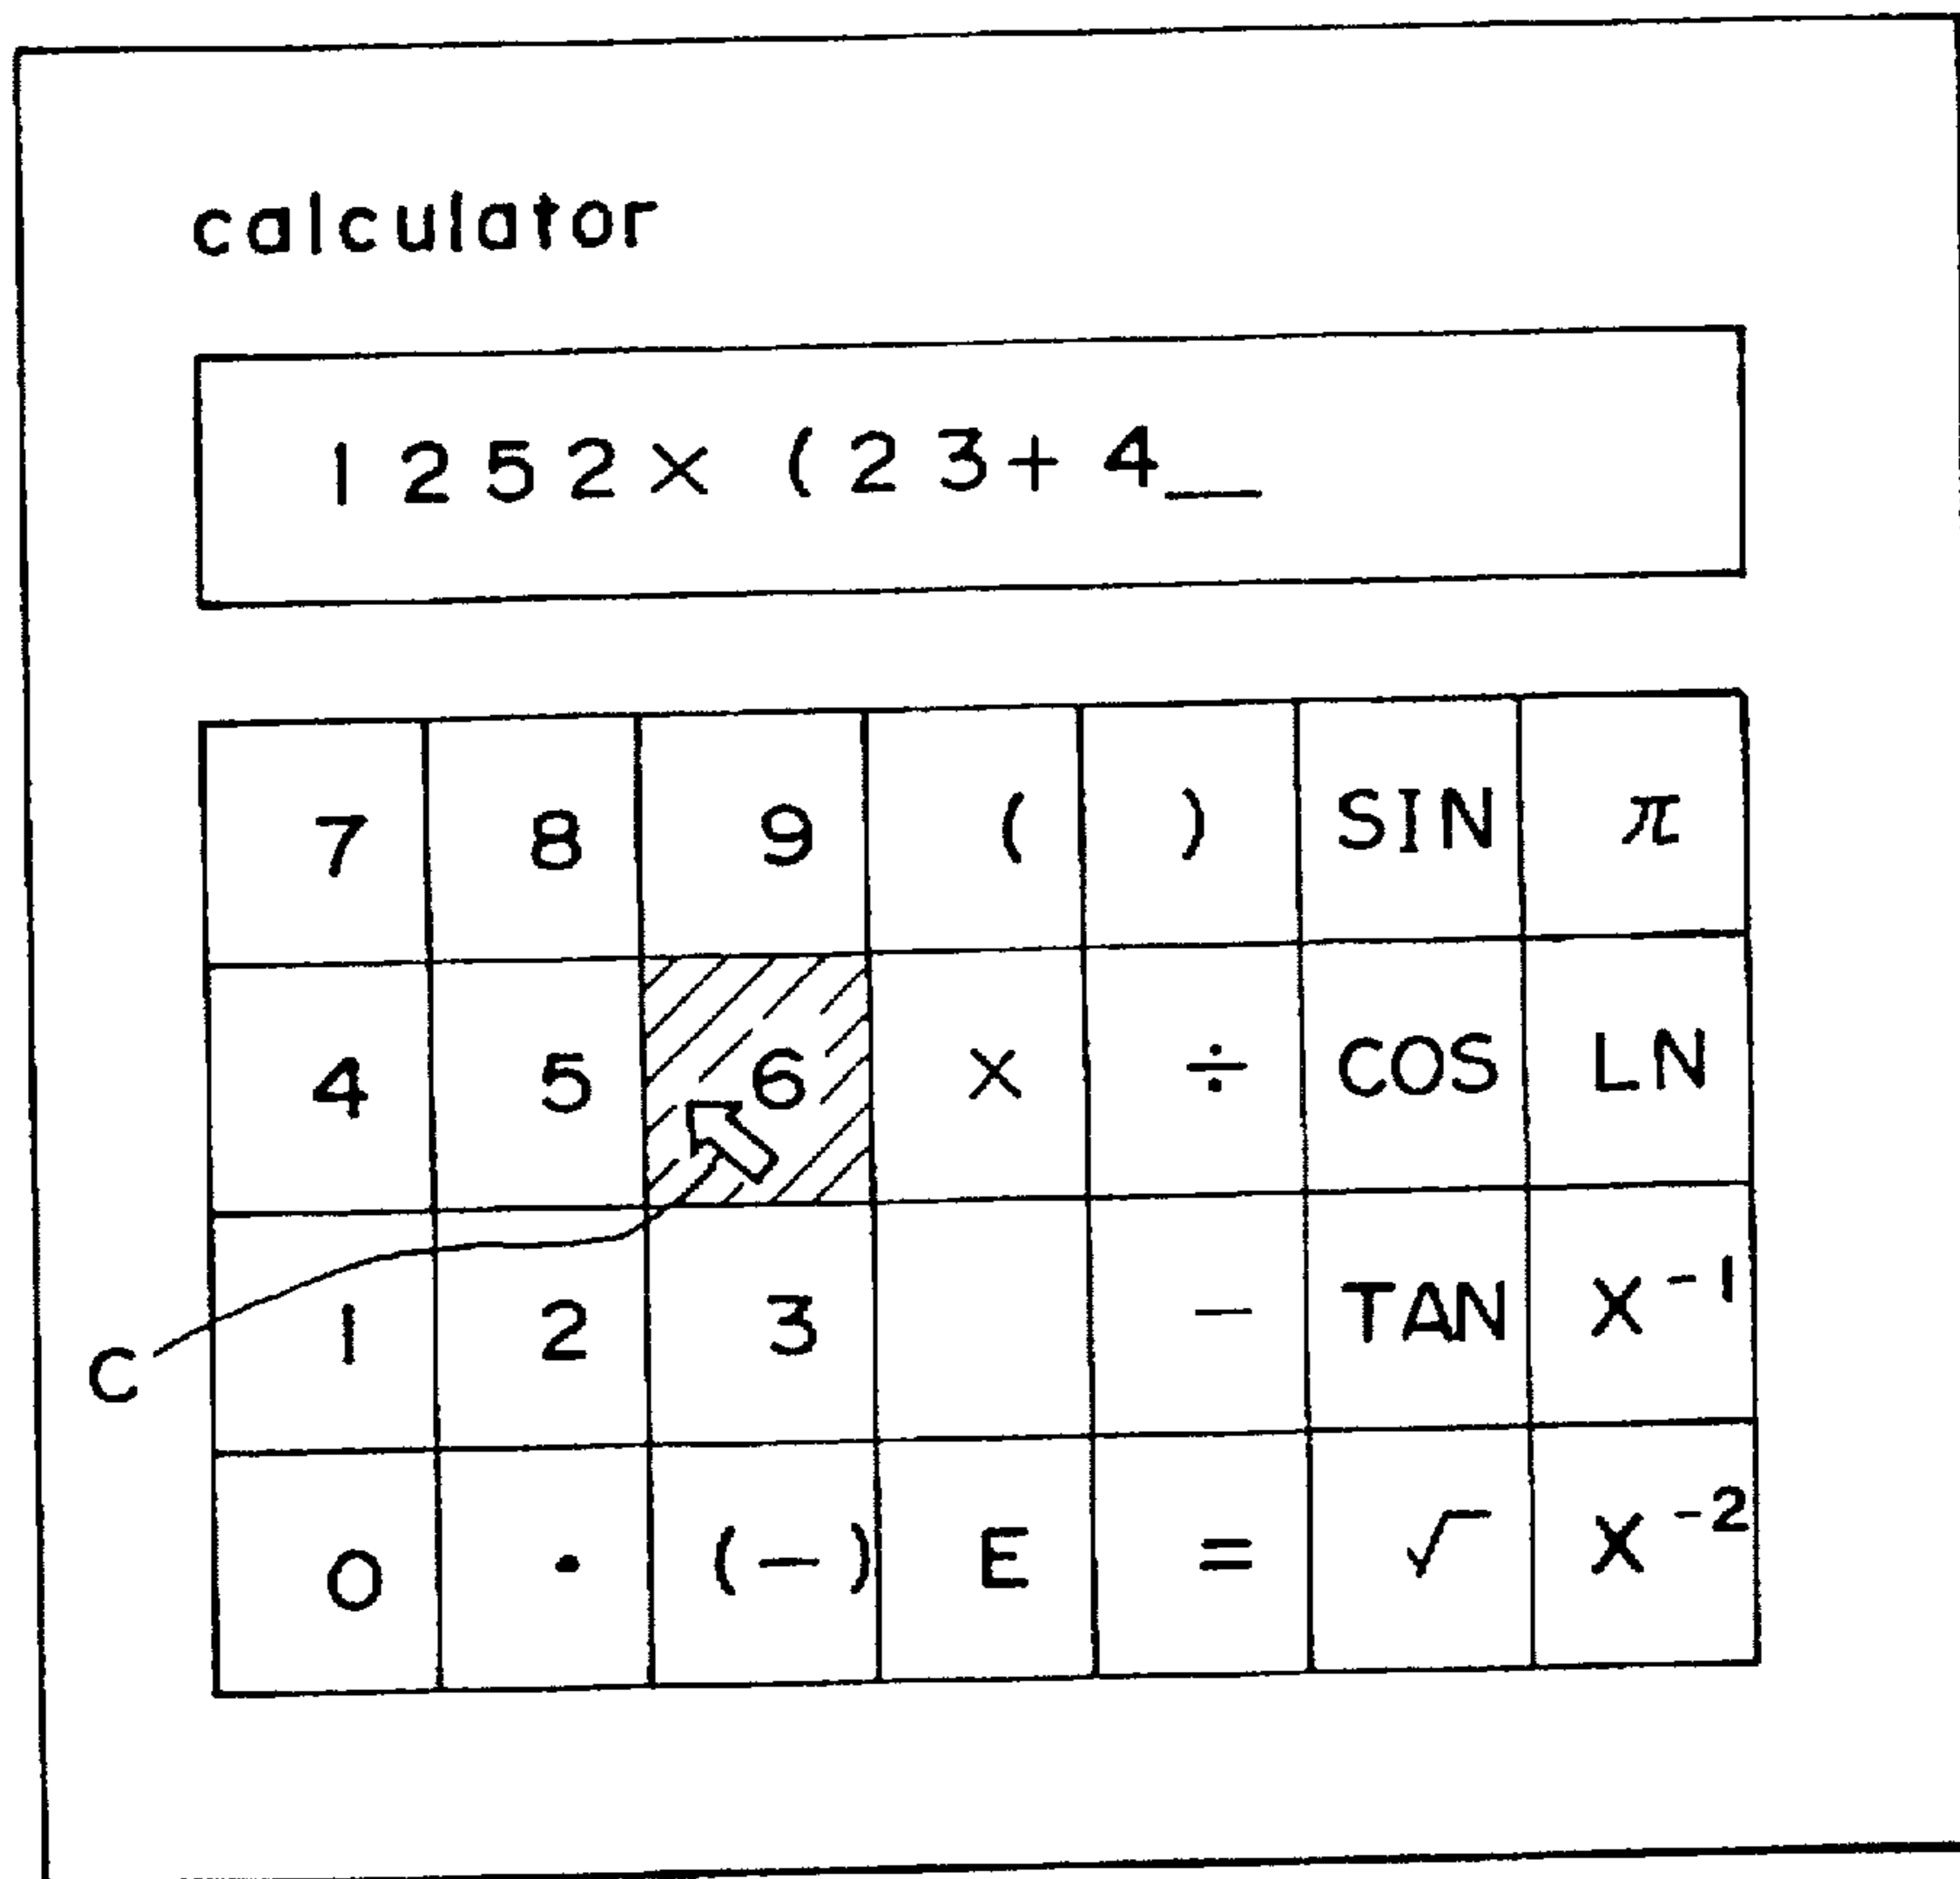 calculator
1252× (23+4_
7 8 9 ( ) SIN π
4 5 6 × ÷ COS LN
1 2 3 − TAN X⁻¹
C
0 • (−) E = √ X⁻²